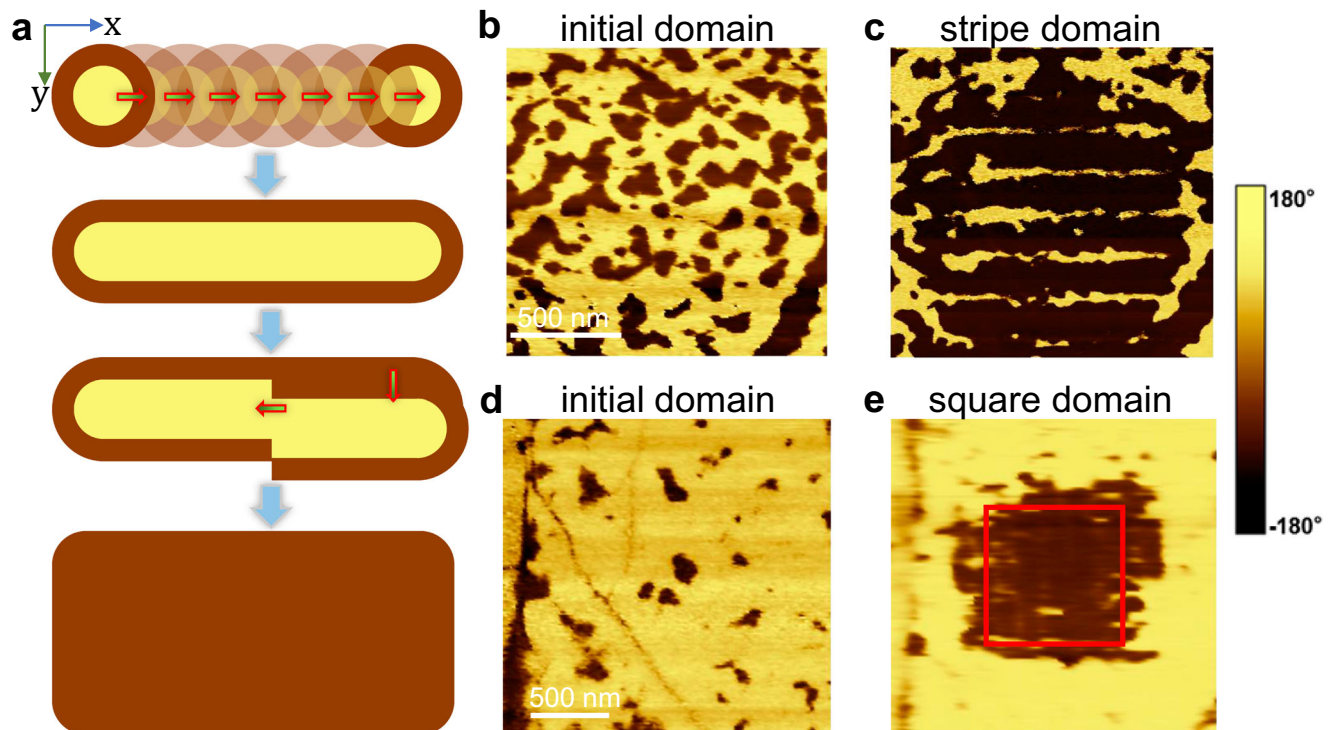 a
x
y
b
initial domain
500 nm
c
stripe domain
180°
-180°
d
initial domain
500 nm
e
square domain